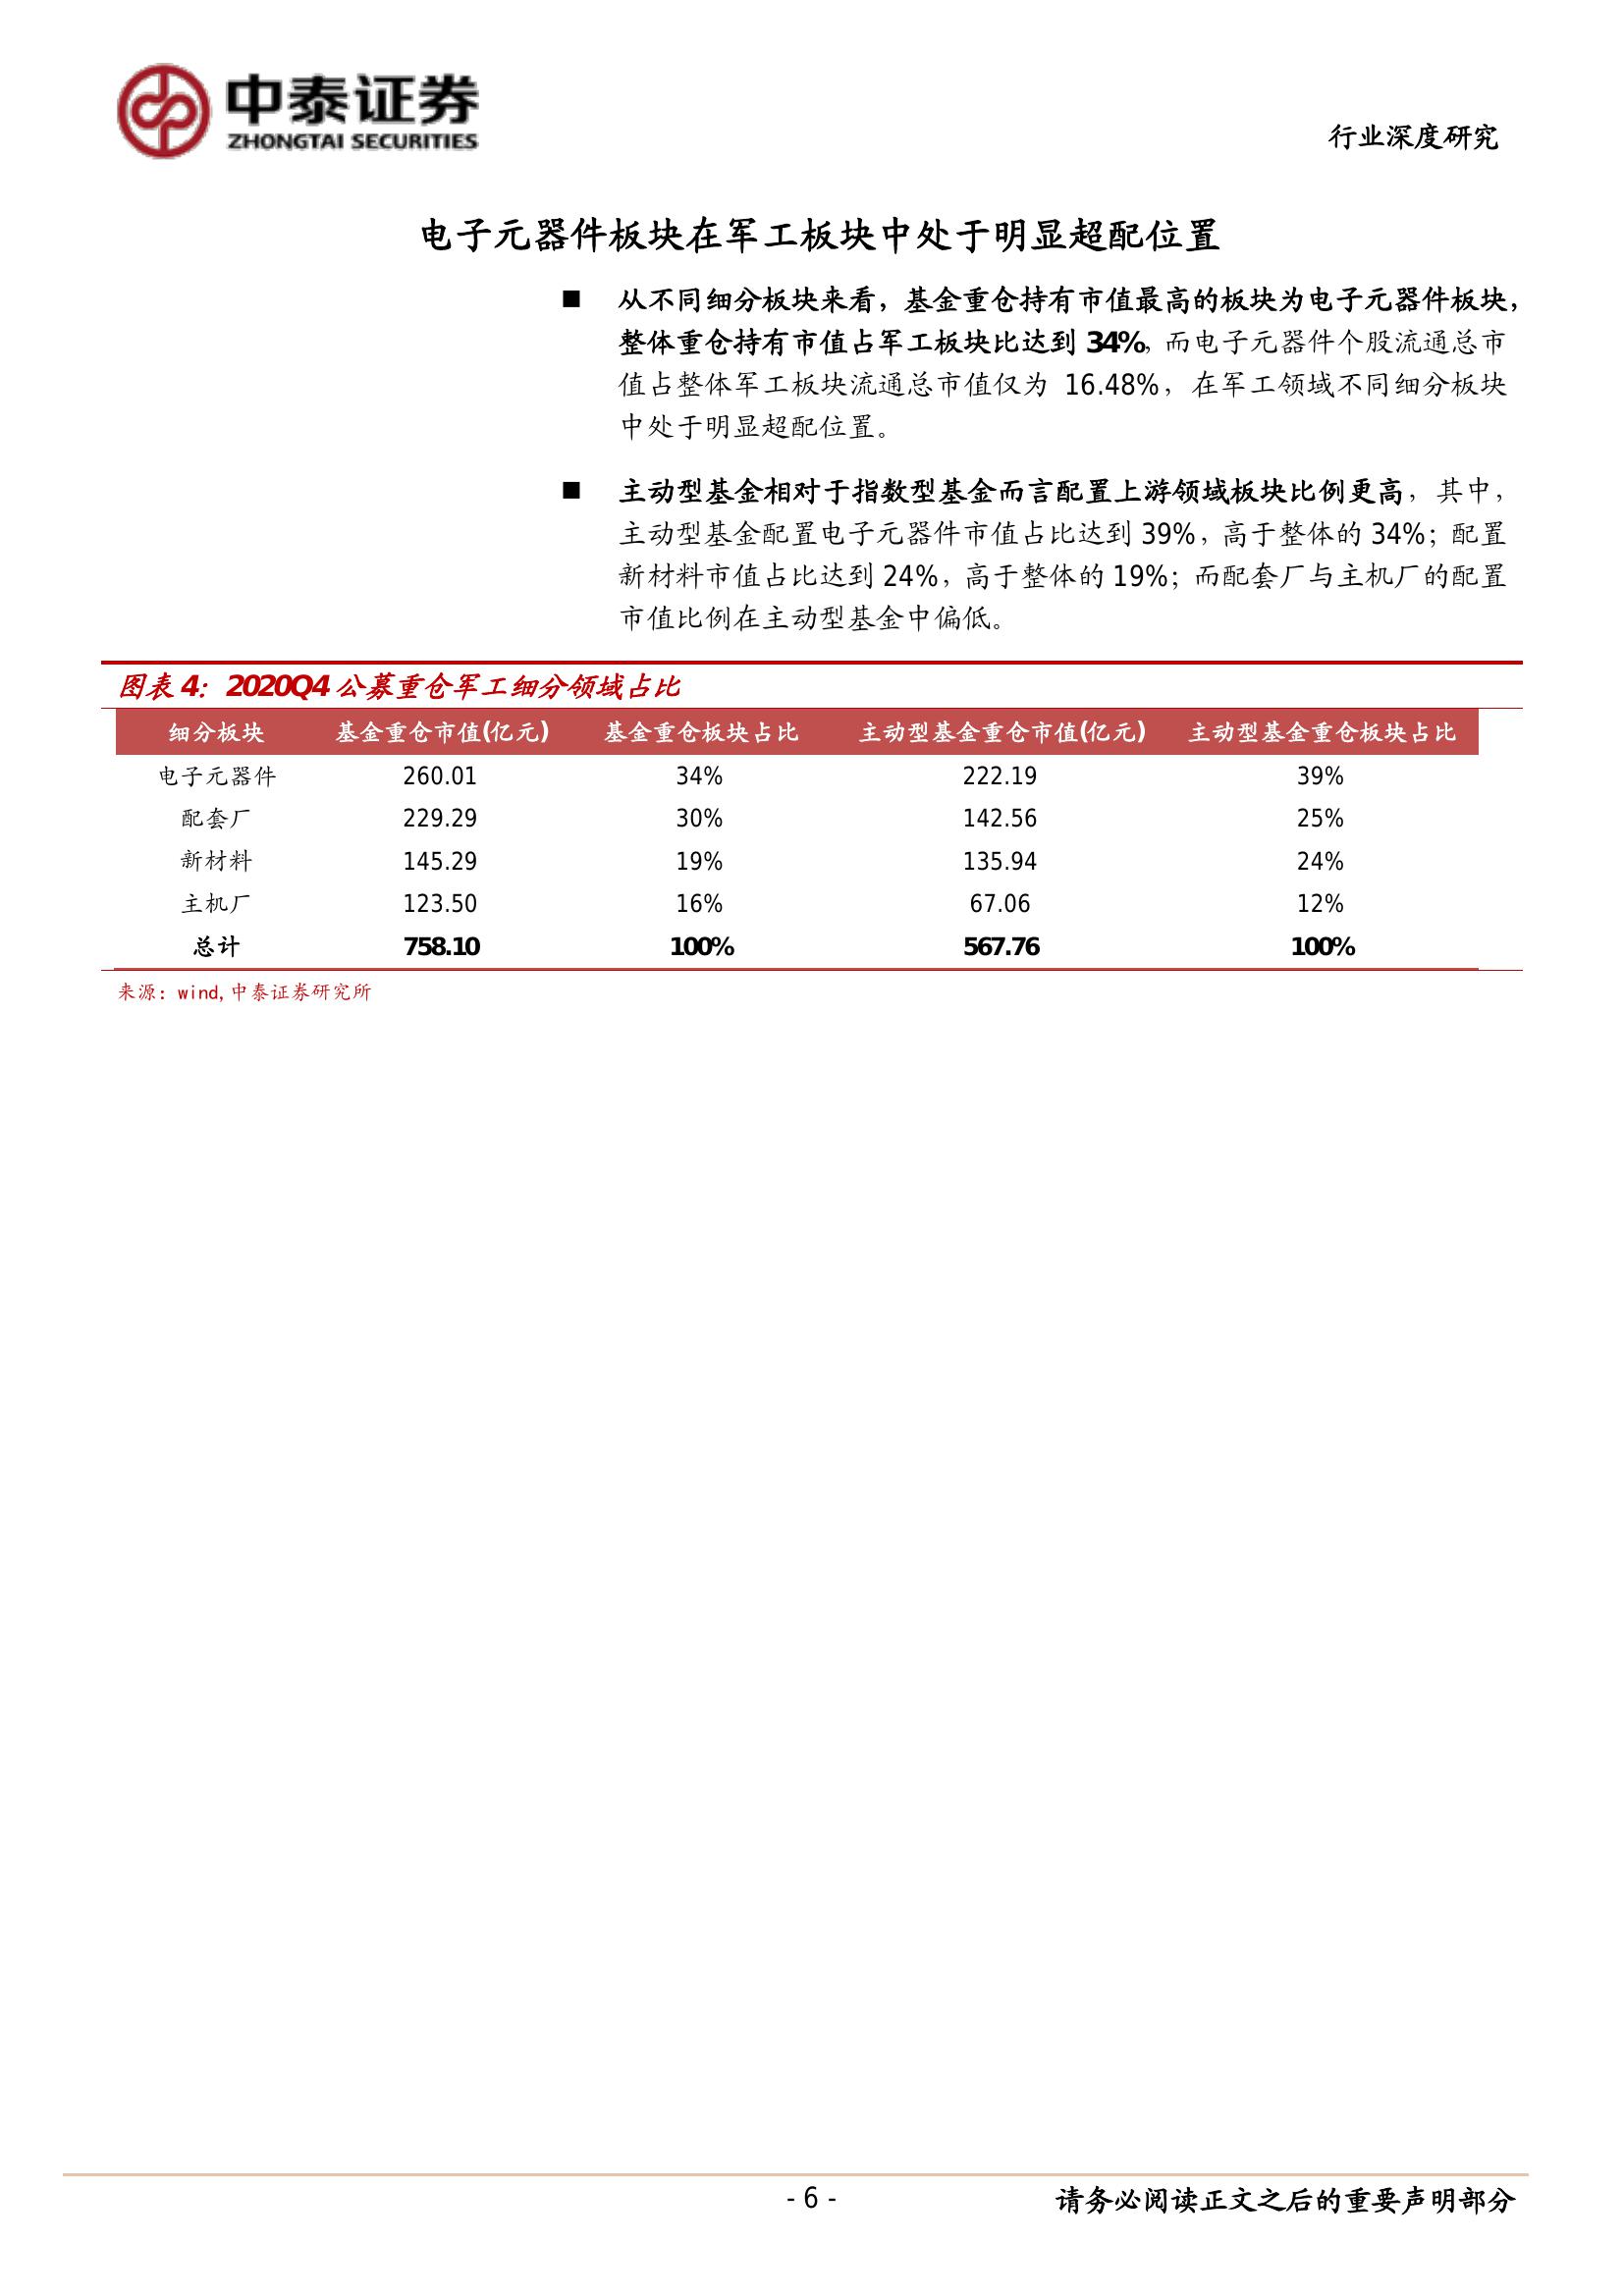 中泰证券
ZHONGTAI SECURITIES
行业深度研究
电子元器件板块在军工板块中处于明显超配位置
■ 从不同细分板块来看，基金重仓持有市值最高的板块为电子元器件板块，
整体重仓持有市值占军工板块比达到 34%，而电子元器件个股流通总市
值占整体军工板块流通总市值仅为 16.48%，在军工领域不同细分板块
中处于明显超配位置。
■ 主动型基金相对于指数型基金而言配置上游领域板块比例更高，其中，
主动型基金配置电子元器件市值占比达到 39%，高于整体的 34%；配置
新材料市值占比达到 24%，高于整体的 19%；而配套厂与主机厂的配置
市值比例在主动型基金中偏低。
图表 4：2020Q4 公募重仓军工细分领域占比
细分板块 基金重仓市值(亿元) 基金重仓板块占比 主动型基金重仓市值(亿元) 主动型基金重仓板块占比
电子元器件 260.01 34% 222.19 39%
配套厂 229.29 30% 142.56 25%
新材料 145.29 19% 135.94 24%
主机厂 123.50 16% 67.06 12%
总计 758.10 100% 567.76 100%
来源：wind,中泰证券研究所
- 6 - 请务必阅读正文之后的重要声明部分